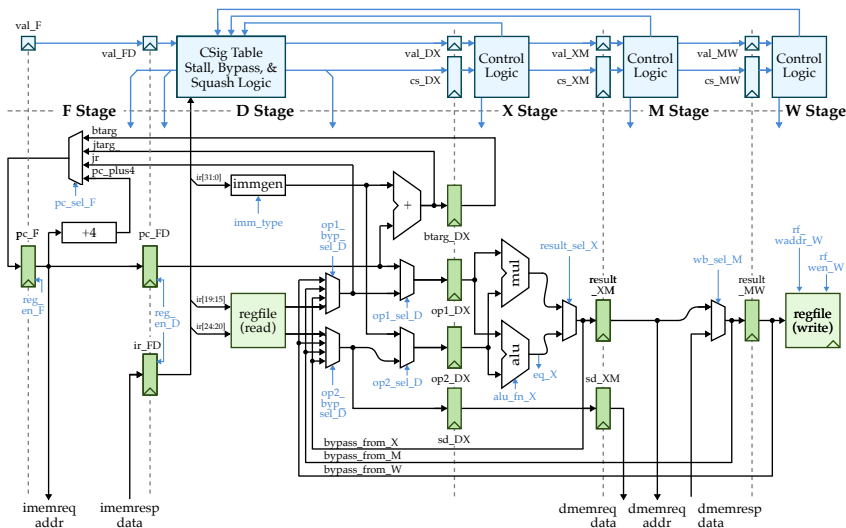 val_F
val_FD
CSig Table
Stall, Bypass, &
Squash Logic
val_DX
cs_DX
Control
Logic
val_XM
cs_XM
Control
Logic
val_MW
cs_MW
Control
Logic
F Stage
D Stage
X Stage
M Stage
W Stage
btarg
jtarg
jr
pc_plus4
pc_sel_F
ir[31:0]
immgen
imm_type
+
+4
pc_F
pc_FD
btarg_DX
op1_
byp_
sel_D
mul
result_sel_X
result
_XM
wb_sel_M
result
_MW
rf_
waddr_W
rf_
wen_W
reg_
en_F
reg_
en_D
ir[19:15]
ir[24:20]
regfile
(read)
op1_sel_D
op1_DX
regfile
(write)
ir_FD
alu
op2_
byp_
sel_D
op2_sel_D
op2_DX
alu_fn_X
eq_X
sd_XM
sd_DX
bypass_from_X
bypass_from_M
bypass_from_W
imemreq
addr
imemresp
data
dmemreq
data
dmemreq
addr
dmemresp
data